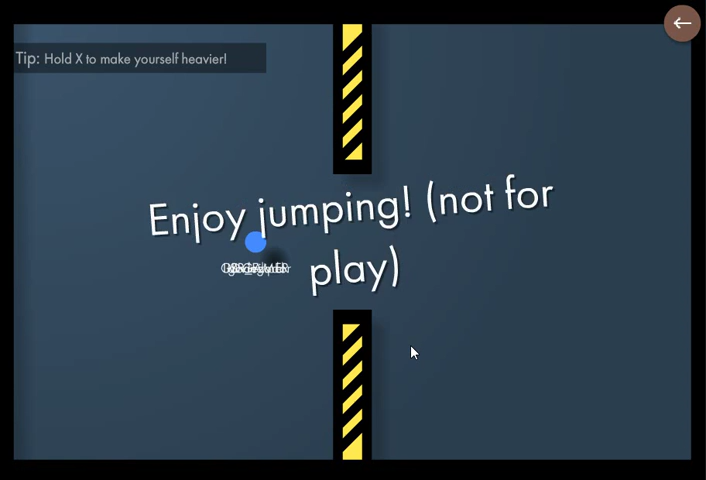 Tip: Hold X to make yourself heavier!
Enjoy jumping! (not for
play)